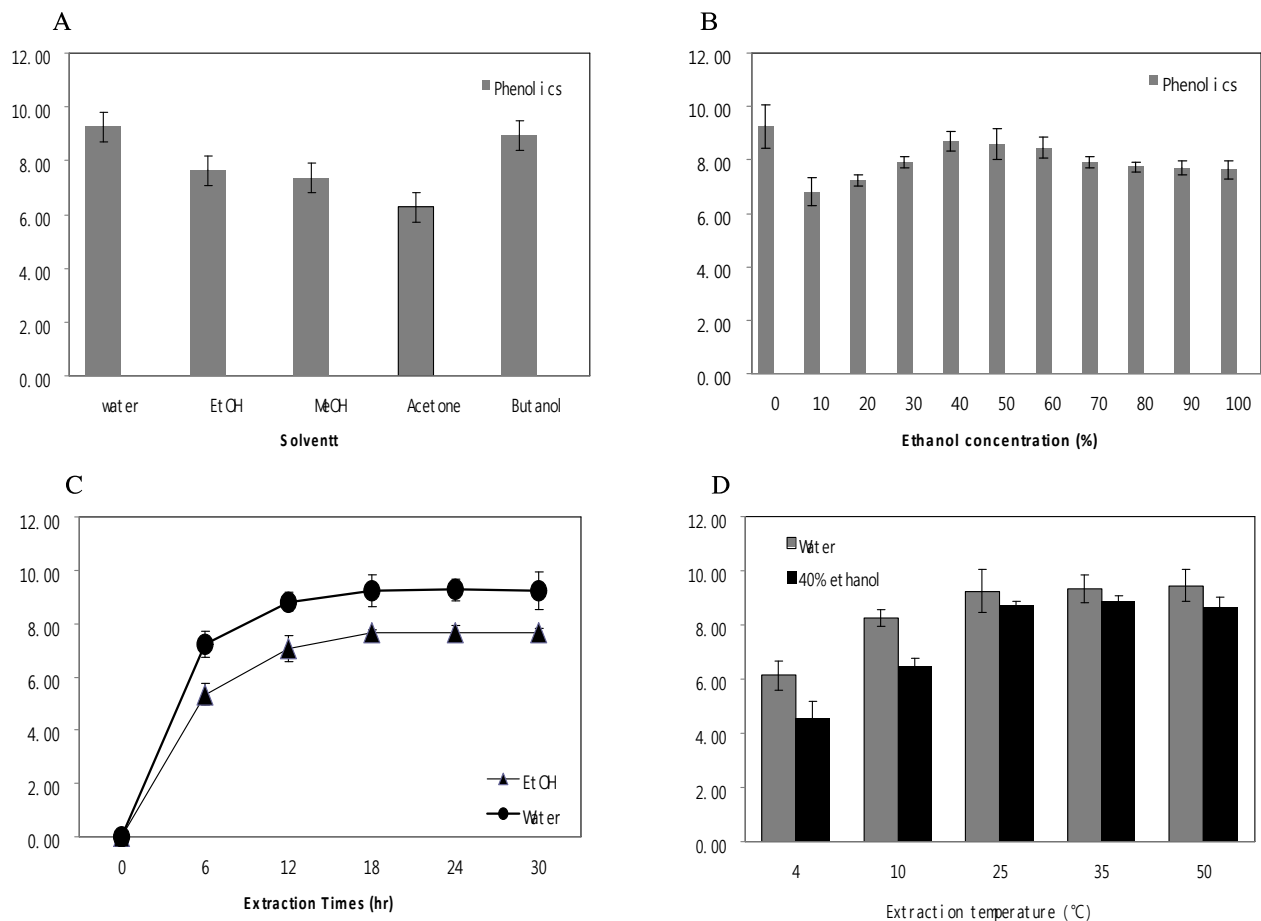 A
12. 00
10. 00
8. 00
6. 00
4. 00
2. 00
0. 00
Phenolics
water EtOH MeOH Acetone Butanol
Solventt
B
12. 00
10. 00
8. 00
6. 00
4. 00
2. 00
0. 00
Phenolics
0 10 20 30 40 50 60 70 80 90 100
Ethanol concentration (%)
C
12. 00
10. 00
8. 00
6. 00
4. 00
2. 00
0. 00
EtOH
Water
0 6 12 18 24 30
Extraction Times (hr)
D
12. 00
10. 00
8. 00
6. 00
4. 00
2. 00
0. 00
Water
40% ethanol
4 10 25 35 50
Extraction temperature (°C)